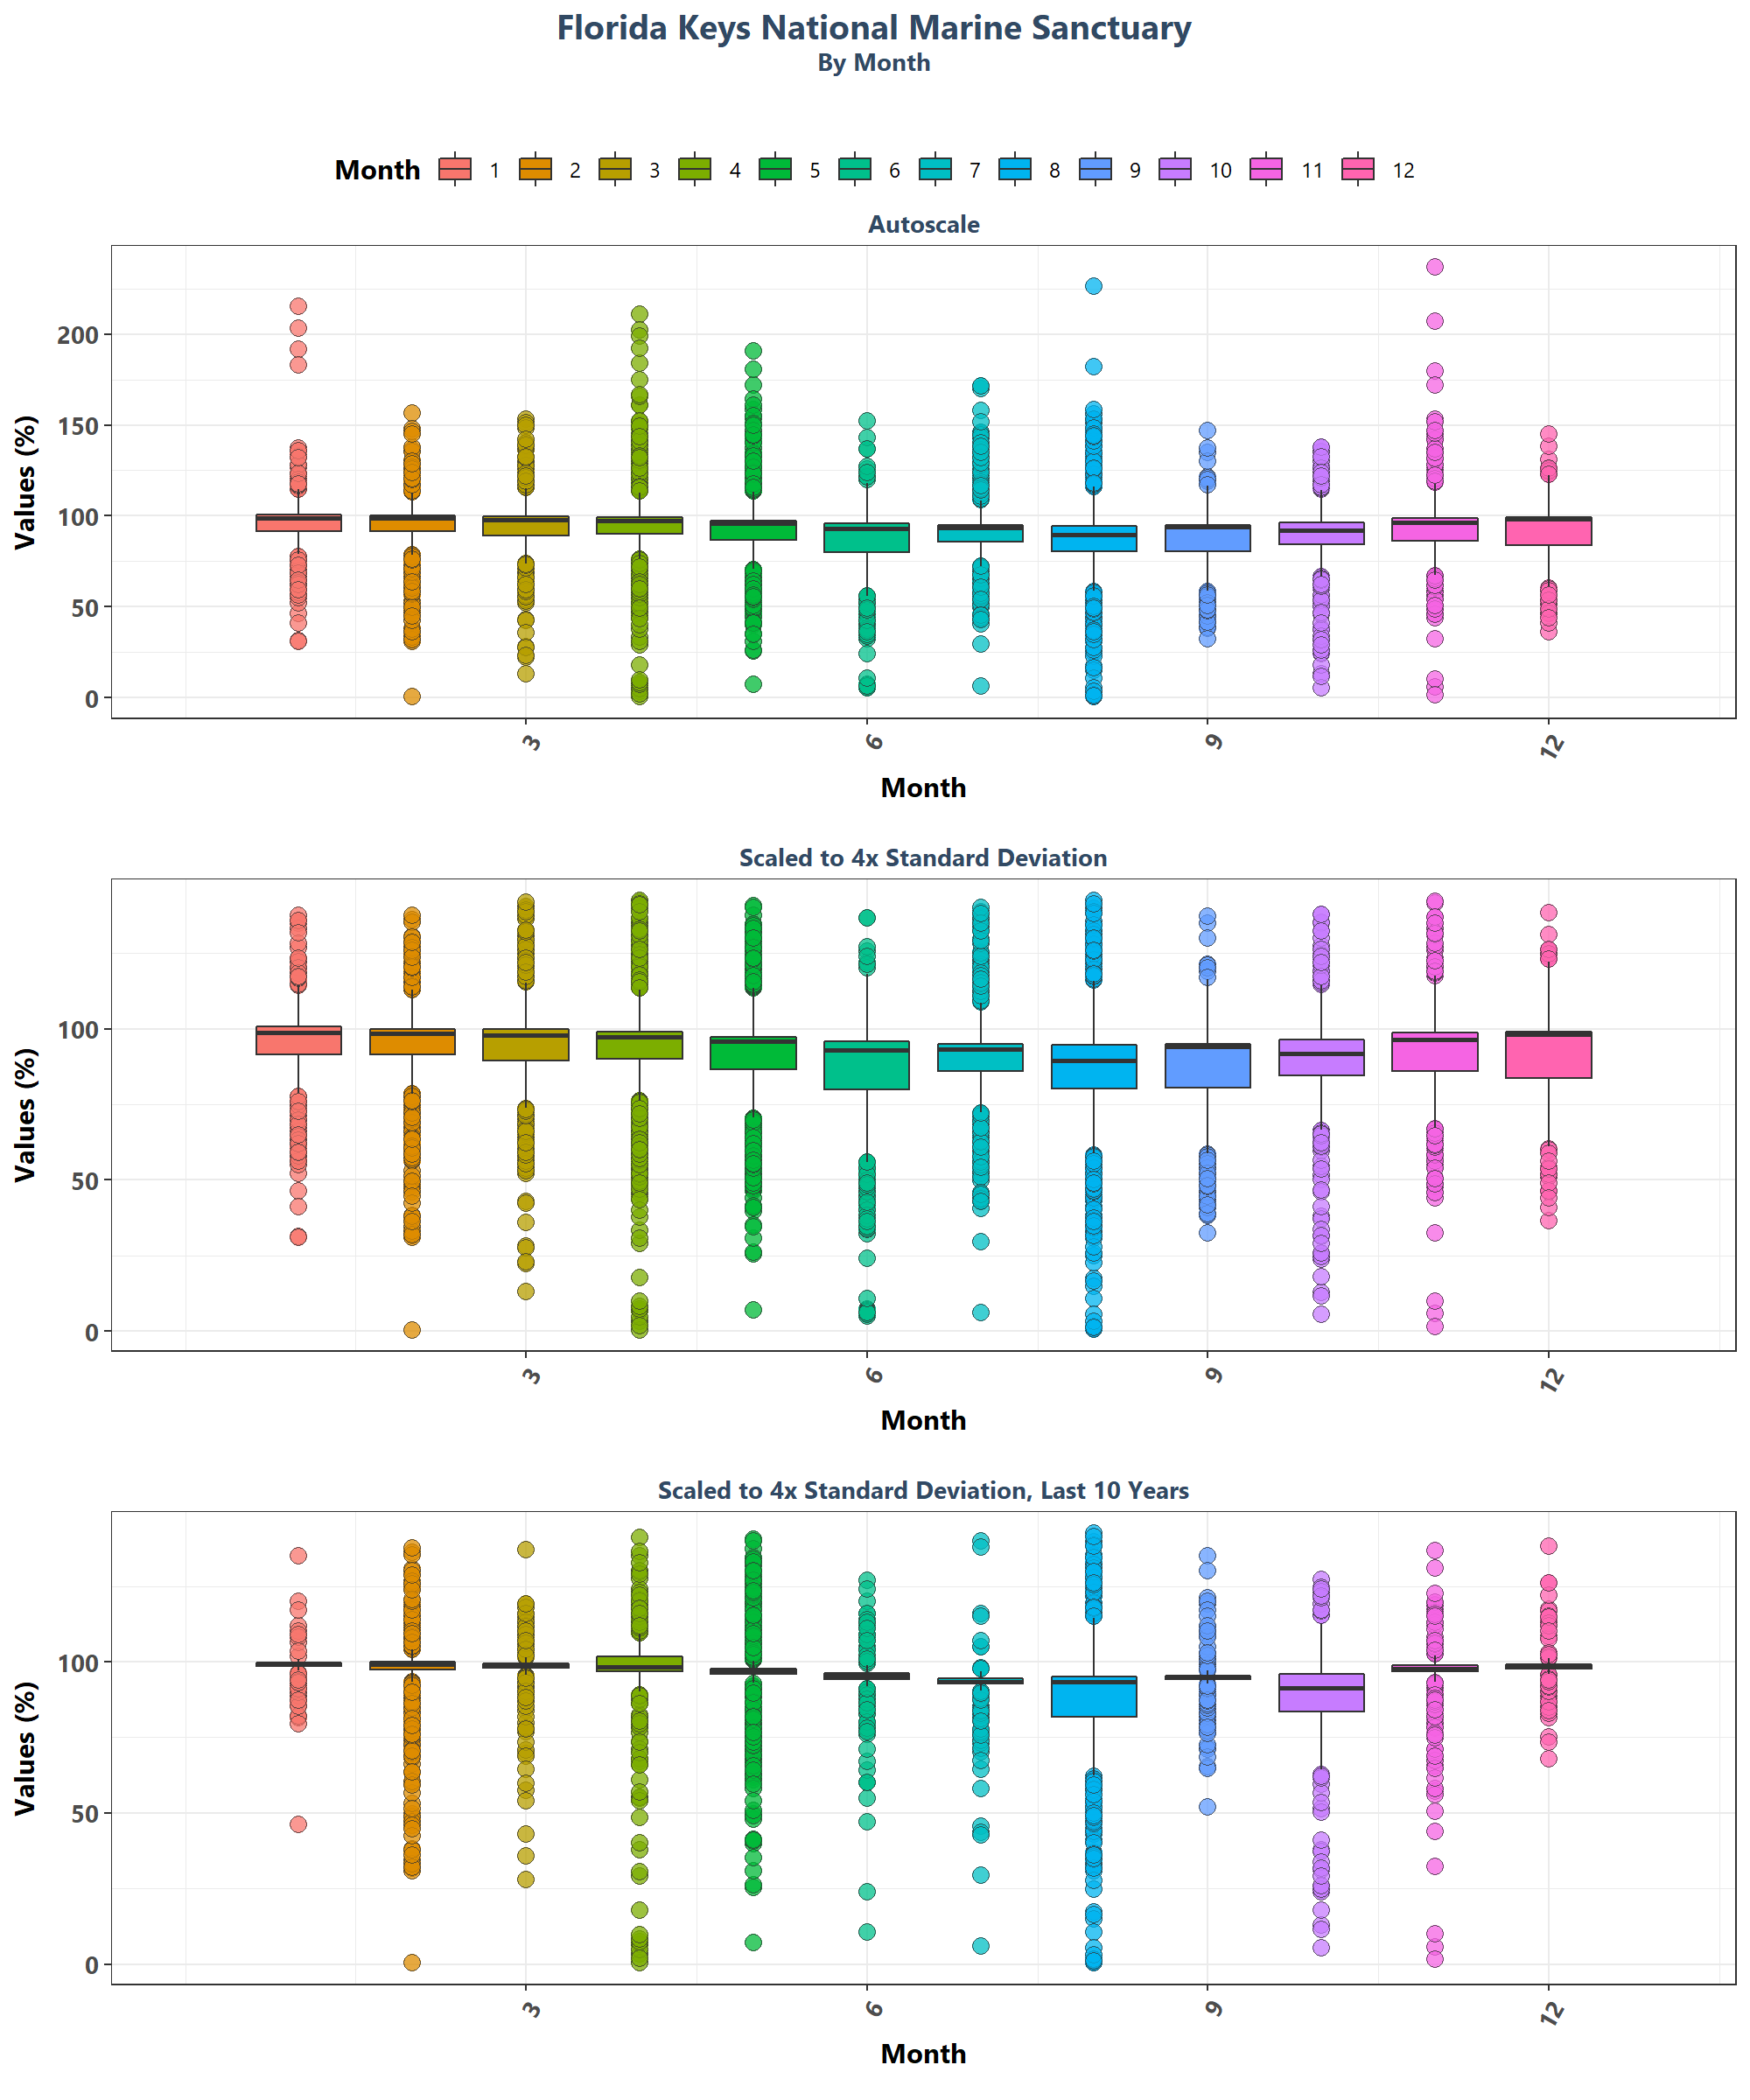 Florida Keys National Marine Sanctuary
By Month
Month 1 2 3 4 5 6 7 8 9 10 11 12
Autoscale
Values (%)
200
150
100
50
0
3 6 9 12
Month
Scaled to 4x Standard Deviation
Values (%)
100
50
0
3 6 9 12
Month
Scaled to 4x Standard Deviation, Last 10 Years
Values (%)
100
50
0
3 6 9 12
Month